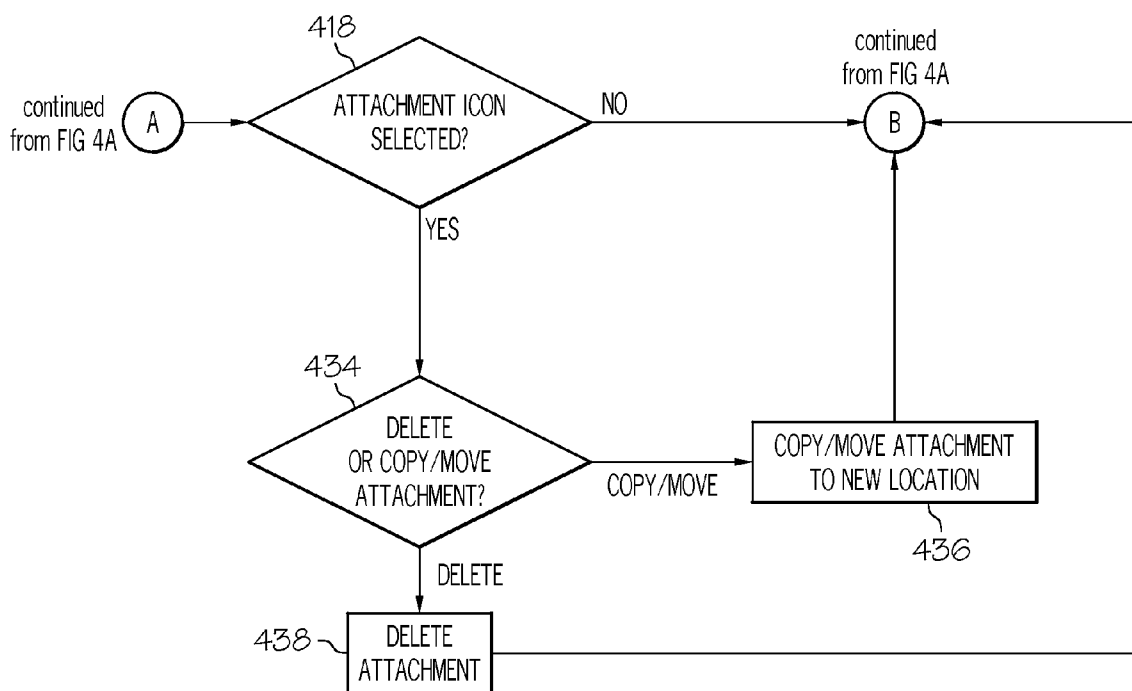 418
continued
from FIG 4A
A
ATTACHMENT ICON
SELECTED?
NO
continued
from FIG 4A
B
YES
434
DELETE
OR COPY/MOVE
ATTACHMENT?
COPY/MOVE
COPY/MOVE ATTACHMENT
TO NEW LOCATION
436
DELETE
438
DELETE
ATTACHMENT